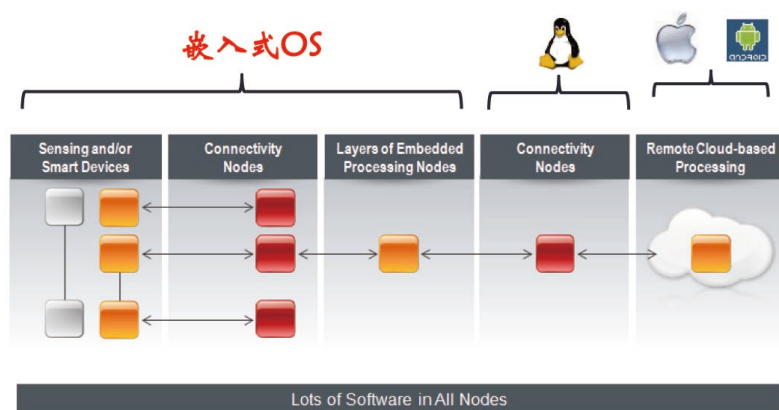 嵌入式OS
ANDROID
Sensing and/or
Smart Devices
Connectivity
Nodes
Layers of Embedded
Processing Nodes
Connectivity
Nodes
Remote Cloud-based
Processing
Lots of Software in All Nodes